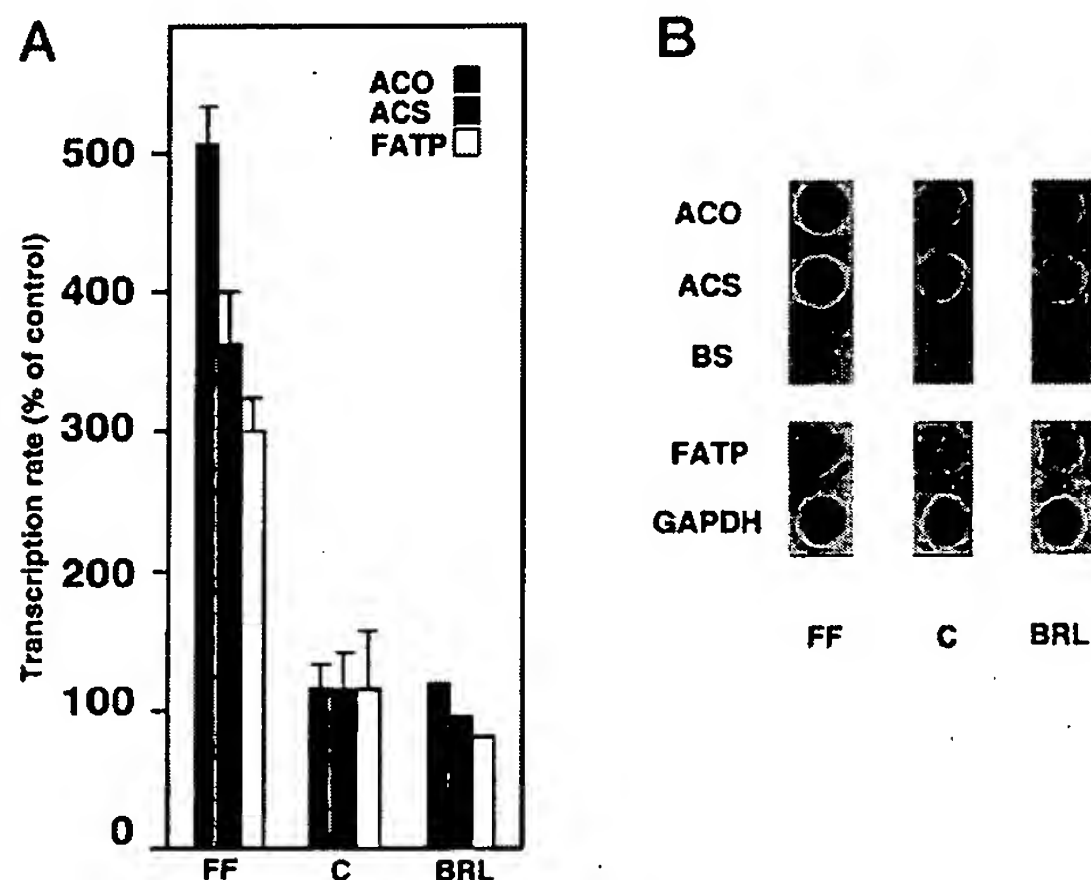 A
ACO
ACS
FATP
Transcription rate (% of control)
500
400
300
200
100
0
FF C BRL
B
ACO
ACS
BS
FATP
GAPDH
FF C BRL